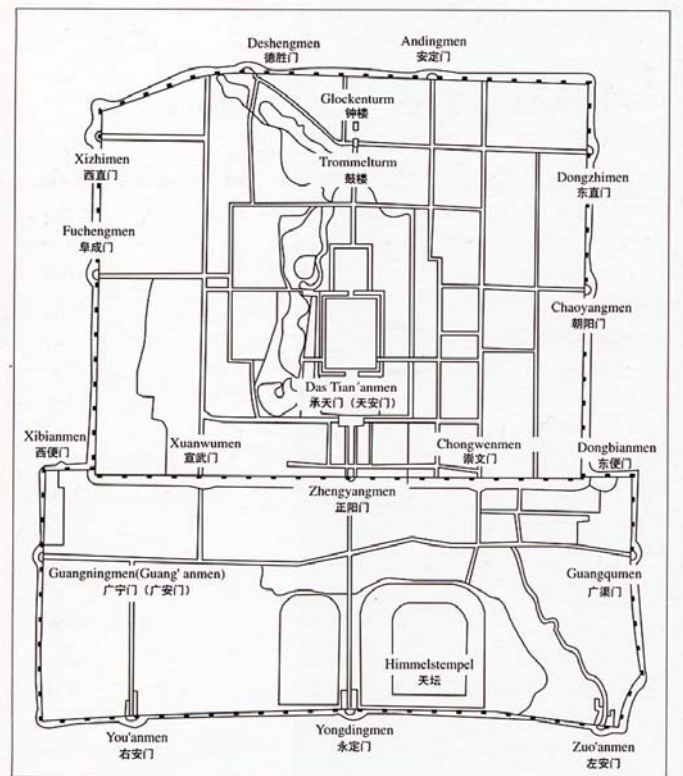 Deshengmen
德胜门
Andingmen
安定门
Glockenturm
钟楼
Xizhimen
西直门
Trommelturm
鼓楼
Dongzhimen
东直门
Fuchengmen
阜成门
Chaoyangmen
朝阳门
Das Tian´anmen
承天门（天安门）
Xibianmen
西便门
Xuanwumen
宣武门
Chongwenmen
崇文门
Dongbianmen
东便门
Zhengyangmen
正阳门
Guangningmen(Guang' anmen)
广宁门（广安门）
Guangqumen
广渠门
Himmelstempel
天坛
You'anmen
右安门
Yongdingmen
永定门
Zuo'anmen
左安门